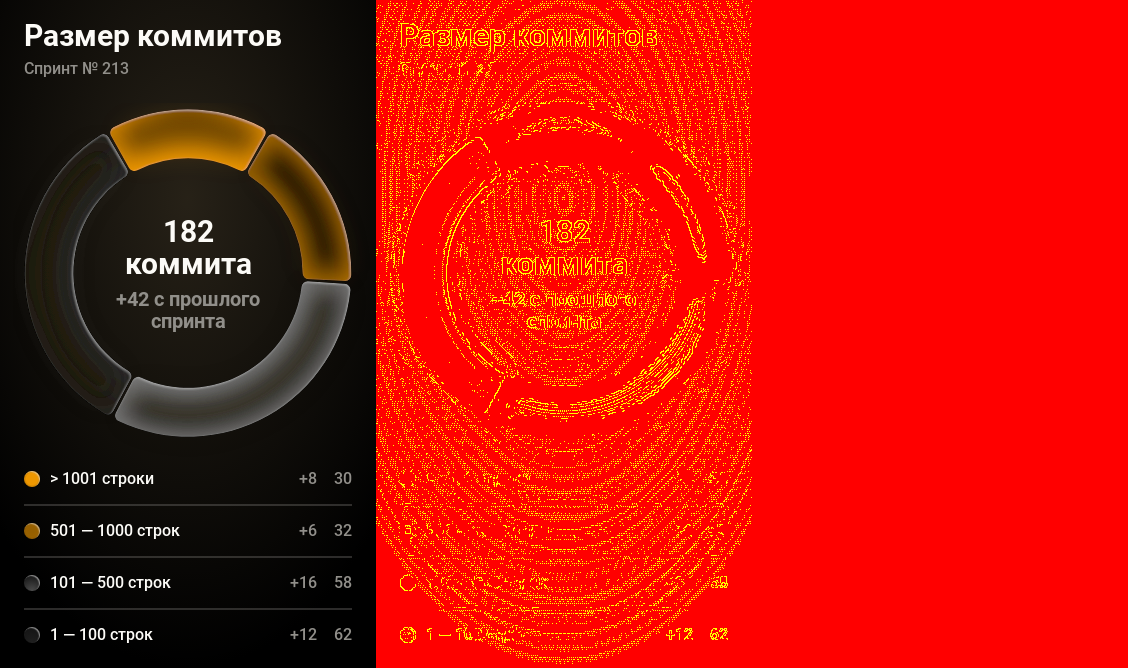 Размер коммитов
Спринт № 213
182
коммита
+42 с прошлого
спринта
> 1001 строки +8 30
501 — 1000 строк +6 32
101 — 500 строк +16 58
1 — 100 строк +12 62
Размер коммитов
182
коммита
+42 с прошлого
спринта
+12 62